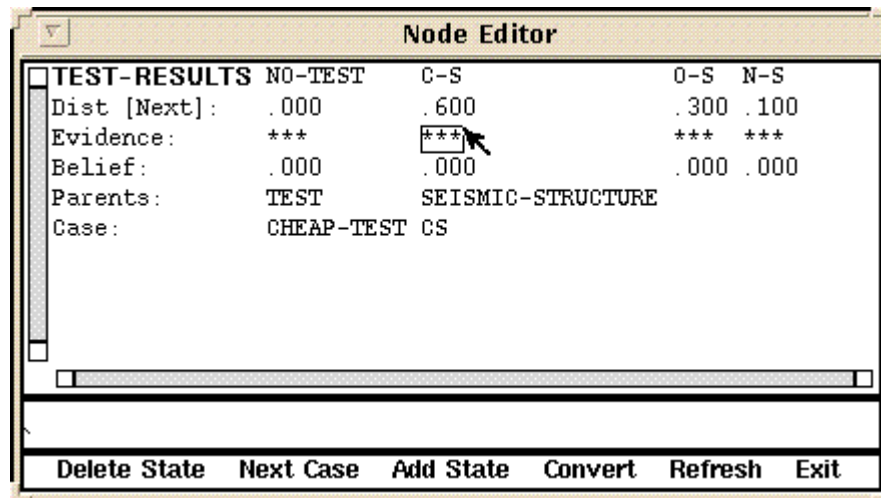 Node Editor
TEST-RESULTS NO-TEST C-S O-S N-S
Dist [Next]: .000 .600 .300 .100
Evidence: *** *** *** ***
Belief: .000 .000 .000 .000
Parents: TEST SEISMIC-STRUCTURE
Case: CHEAP-TEST CS
Delete State Next Case Add State Convert Refresh Exit